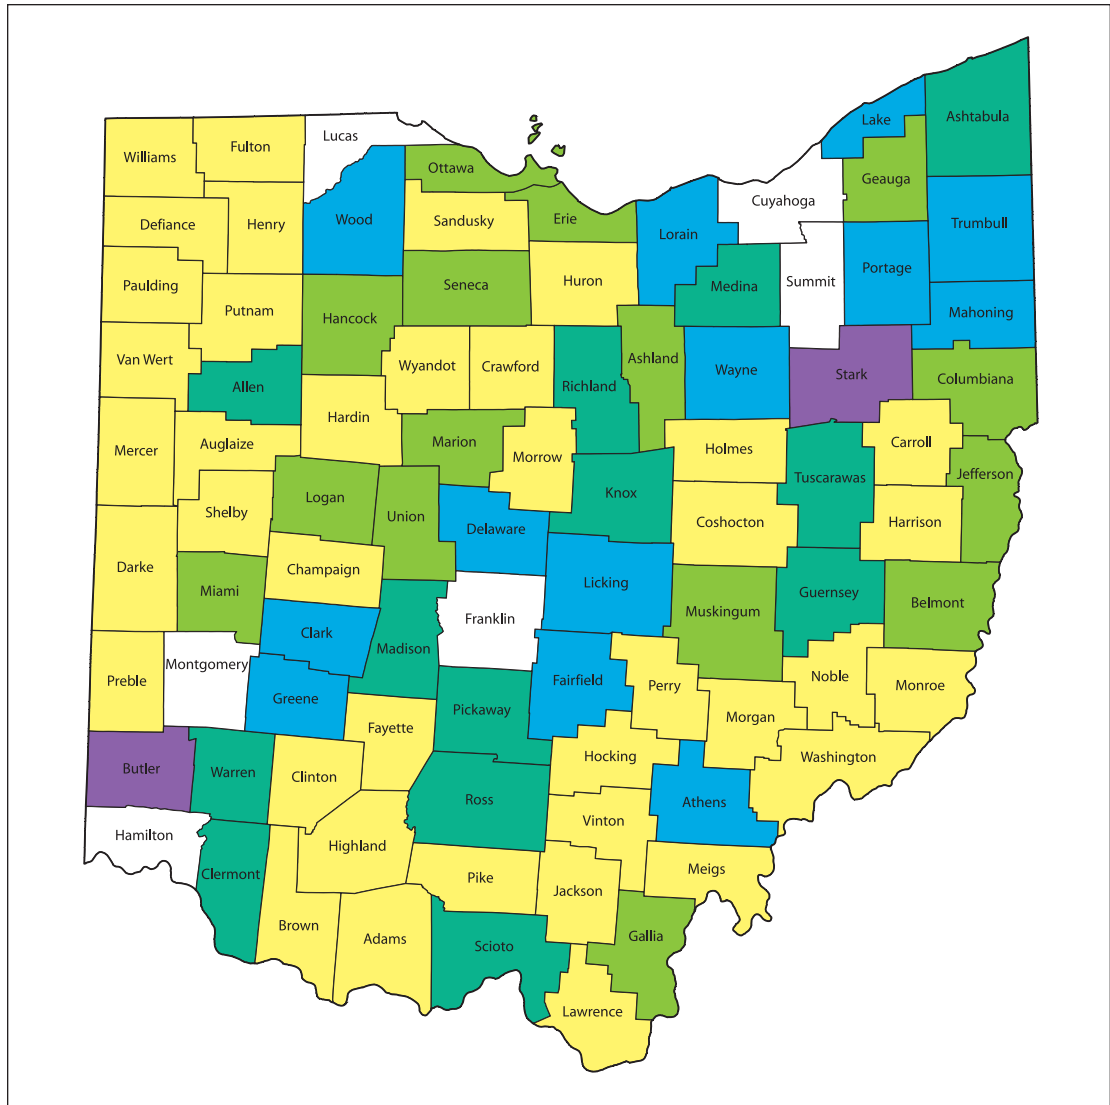 Ashtabula
Lake
Lucas
Fulton
Williams
Ottawa
Geauga
Cuyahoga
Erie
Wood
Sandusky
Defiance
Henry
Lorain
Trumbull
Portage
Huron
Summit
Seneca
Medina
Paulding
Putnam
Hancock
Mahoning
Van Wert
Ashland
Wyandot
Crawford
Wayne
Stark
Columbiana
Allen
Richland
Hardin
Marion
Carroll
Auglaize
Mercer
Holmes
Morrow
Jefferson
Tuscarawas
Knox
Logan
Shelby
Union
Coshocton
Harrison
Delaware
Darke
Champaign
Licking
Miami
Guernsey
Belmont
Muskingum
Franklin
Clark
Madison
Montgomery
Preble
Fairfield
Perry
Noble
Monroe
Greene
Pickaway
Morgan
Fayette
Hocking
Washington
Butler
Warren
Clinton
Ross
Athens
Vinton
Hamilton
Highland
Meigs
Clermont
Pike
Jackson
Brown
Adams
Scioto
Gallia
Lawrence